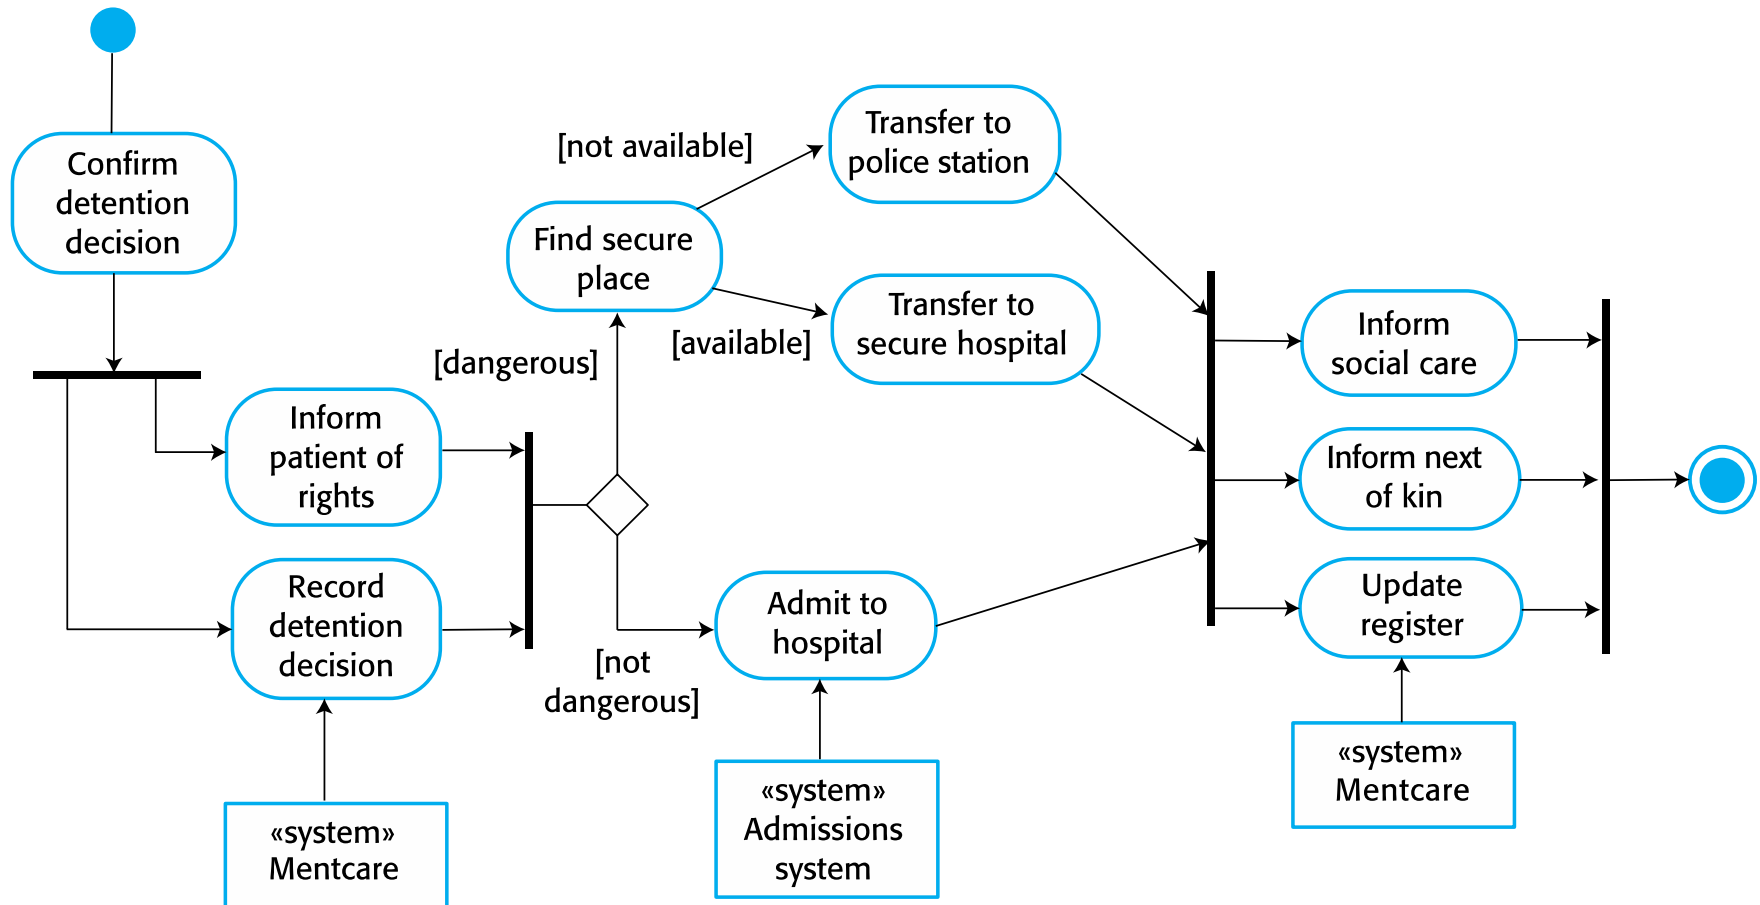 Confirm
detention
decision
Inform
patient of
rights
Record
detention
decision
«system»
Mentcare
[dangerous]
[not
dangerous]
Find secure
place
[not available]
[available]
Transfer to
police station
Transfer to
secure hospital
Admit to
hospital
«system»
Admissions
system
Inform
social care
Inform next
of kin
Update
register
«system»
Mentcare